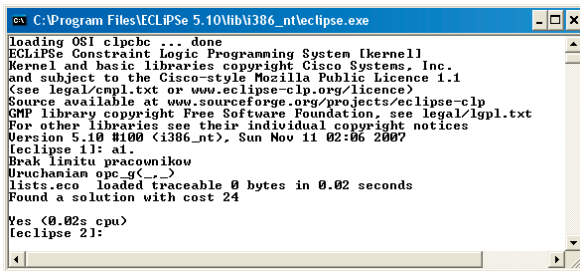 C:\Program Files\ECLiPSe 5.10\lib\i386_nt\eclipse.exe
loading OSI clpcbc ... done
ECLiPSe Constraint Logic Programming System [kernel]
Kernel and basic libraries copyright Cisco Systems, Inc.
and subject to the Cisco-style Mozilla Public Licence 1.1
(see legal/cmpl.txt or www.eclipse-clp.org/licence)
Source available at www.sourceforge.org/projects/eclipse-clp
GMP library copyright Free Software Foundation, see legal/lgpl.txt
For other libraries see their individual copyright notices
Version 5.10 #100 (i386_nt), Sun Nov 11 02:06 2007
[eclipse 1]: a1.
Brak limitu pracownikow
Uruchamiam opc_g(_,_)
lists.eco  loaded traceable 0 bytes in 0.02 seconds
Found a solution with cost 24
Yes (0.02s cpu)
[eclipse 2]: